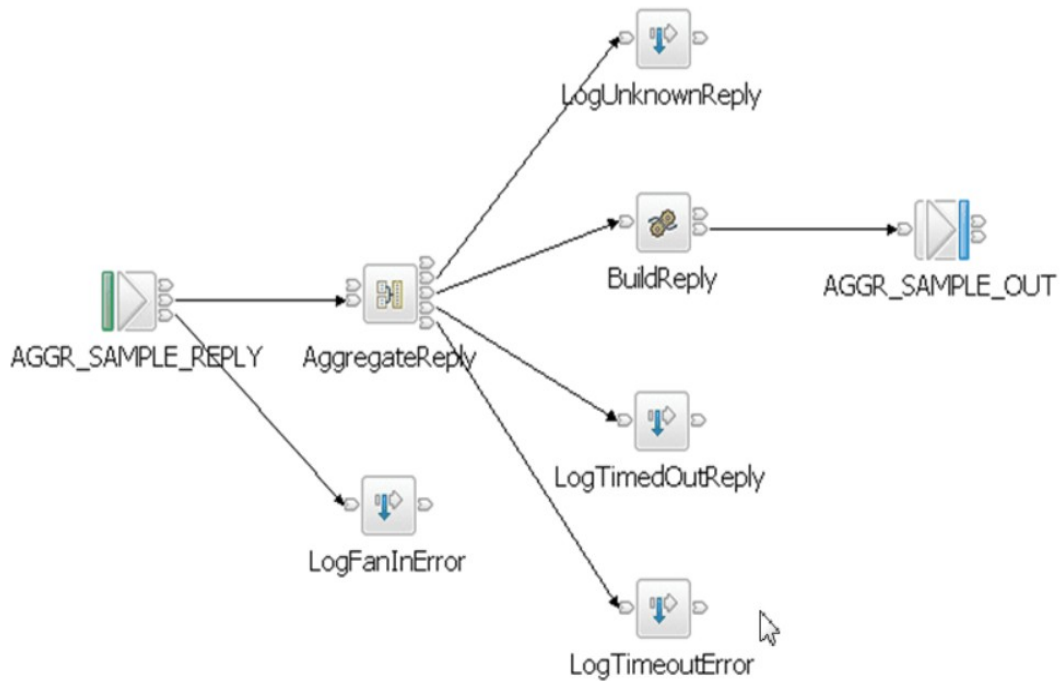 LogUnknownReply
BuildReply
AGGR_SAMPLE_OUT
AGGR_SAMPLE_REPLY
AggregateReply
LogTimedOutReply
LogFanInError
LogTimeoutError